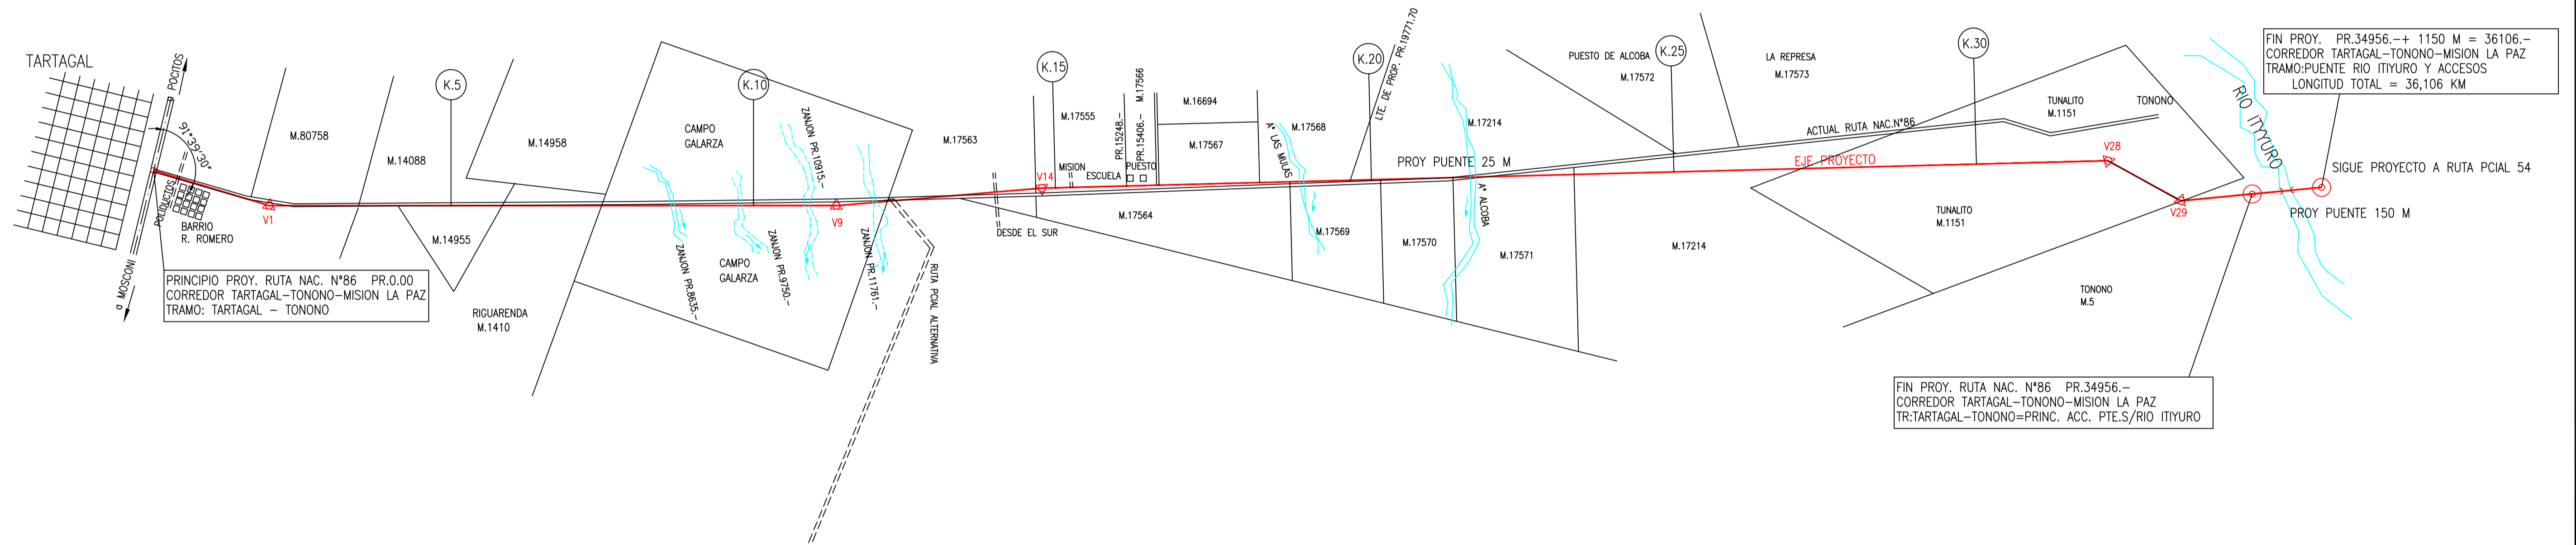 TARTAGAL
a POCITOS
91°39'30"
POLIDUCTOS
BARRIO
R. ROMERO
a MOSCONI
PRINCIPIO PROY. RUTA NAC. N°86 PR.0.00
CORREDOR TARTAGAL-TONONO-MISION LA PAZ
TRAMO: TARTAGAL - TONONO
V1
M.80758
M.14088
K.5
M.14958
M.14955
RIGUARENDA
M.1410
CAMPO
GALARZA
K.10
ZANJON PR.10915.-
ZANJON PR.8635.-
CAMPO
GALARZA
ZANJON PR.9750.-
V9
ZANJON PR.11761.-
RUTA PCIAL ALTERNATIVA
M.17563
DESDE EL SUR
V14
K.15
M.17555
MISION
ESCUELA
PR.15248.-
PR.15406.-
M.17566
PUESTO
M.16694
M.17567
M.17564
A° LAS MULAS
M.17568
M.17569
K.20
LTE. DE PROP. PR.19771.70
M.17570
PROY PUENTE 25 M
M.17214
A° ALCOBA
M.17571
PUESTO DE ALCOBA
M.17572
K.25
M.17214
LA REPRESA
M.17573
EJE PROYECTO
ACTUAL RUTA NAC.N°86
K.30
TUNALITO
M.1151
TONONO
TUNALITO
M.1151
V28
V29
TONONO
M.5
RIO ITYYURO
PROY PUENTE 150 M
SIGUE PROYECTO A RUTA PCIAL 54
FIN PROY. PR.34956.-+ 1150 M = 36106.-
CORREDOR TARTAGAL-TONONO-MISION LA PAZ
TRAMO:PUENTE RIO ITIYURO Y ACCESOS
LONGITUD TOTAL = 36,106 KM
FIN PROY. RUTA NAC. N°86 PR.34956.-
CORREDOR TARTAGAL-TONONO-MISION LA PAZ
TR:TARTAGAL-TONONO=PRINC. ACC. PTE.S/RIO ITIYURO